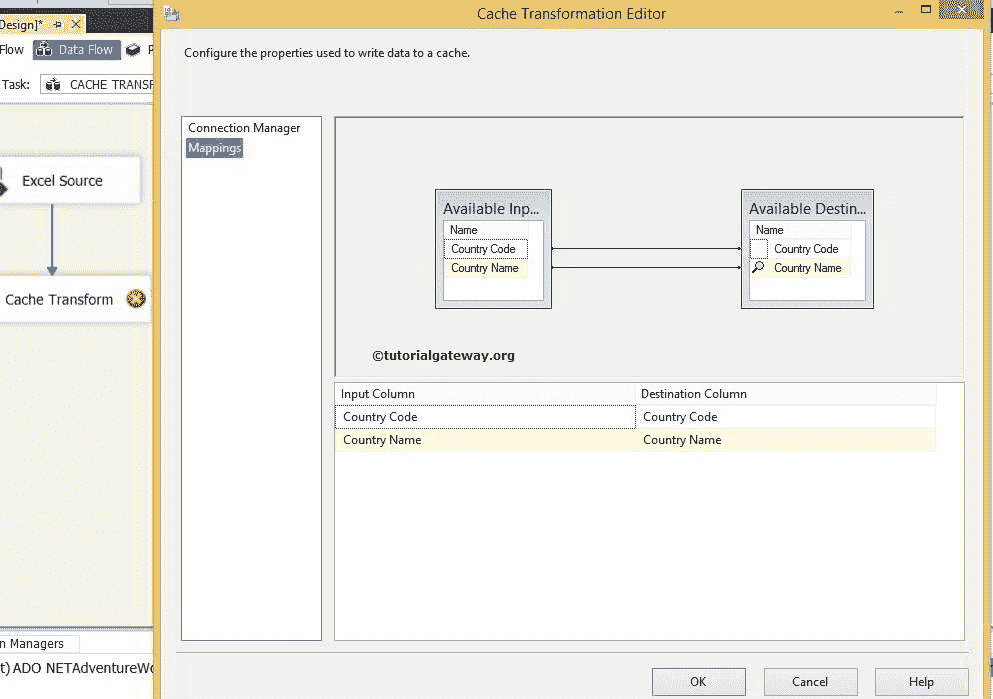 Cache Transformation Editor
Design]*
Flow Data Flow P
Task: CACHE TRANSF
Configure the properties used to write data to a cache.
Connection Manager
Mappings
Excel Source
Cache Transform
Available Inp...
Name
Country Code
Country Name
Available Destin...
Name
Country Code
Country Name
©tutorialgateway.org
Input Column Destination Column
Country Code Country Code
Country Name Country Name
n Managers
t) ADO NETAdventureWo
OK Cancel Help